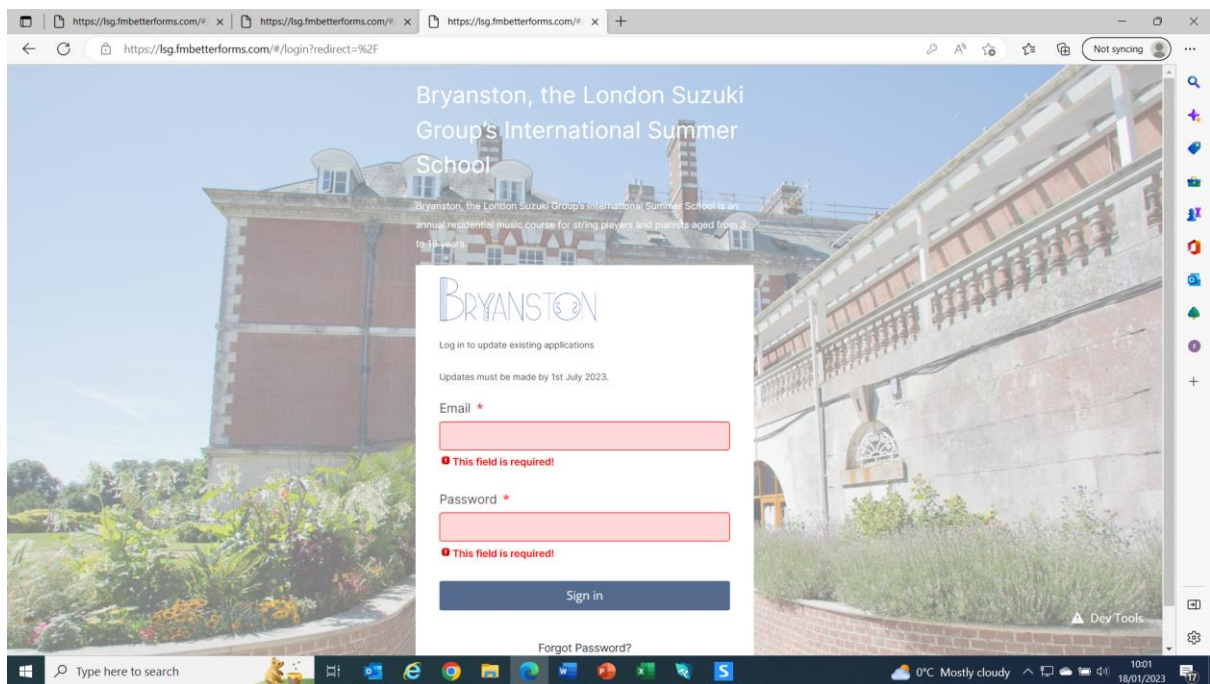 https://lsg.fmbetterforms.com/#/
https://lsg.fmbetterforms.com/#/
https://lsg.fmbetterforms.com/#/
https://lsg.fmbetterforms.com/#/login?redirect=%2F
Not syncing
Bryanston, the London Suzuki
Group's International Summer
School
Bryanston, the London Suzuki Group's International Summer School is an
annual residential music course for string players and pianists aged from 3
to 18 years.
BRYANSTON
Log in to update existing applications
Updates must be made by 1st July 2023.
Email *
This field is required!
Password *
This field is required!
Sign in
Forgot Password?
Dev Tools
Type here to search
0°C Mostly cloudy
10:01
18/01/2023
17